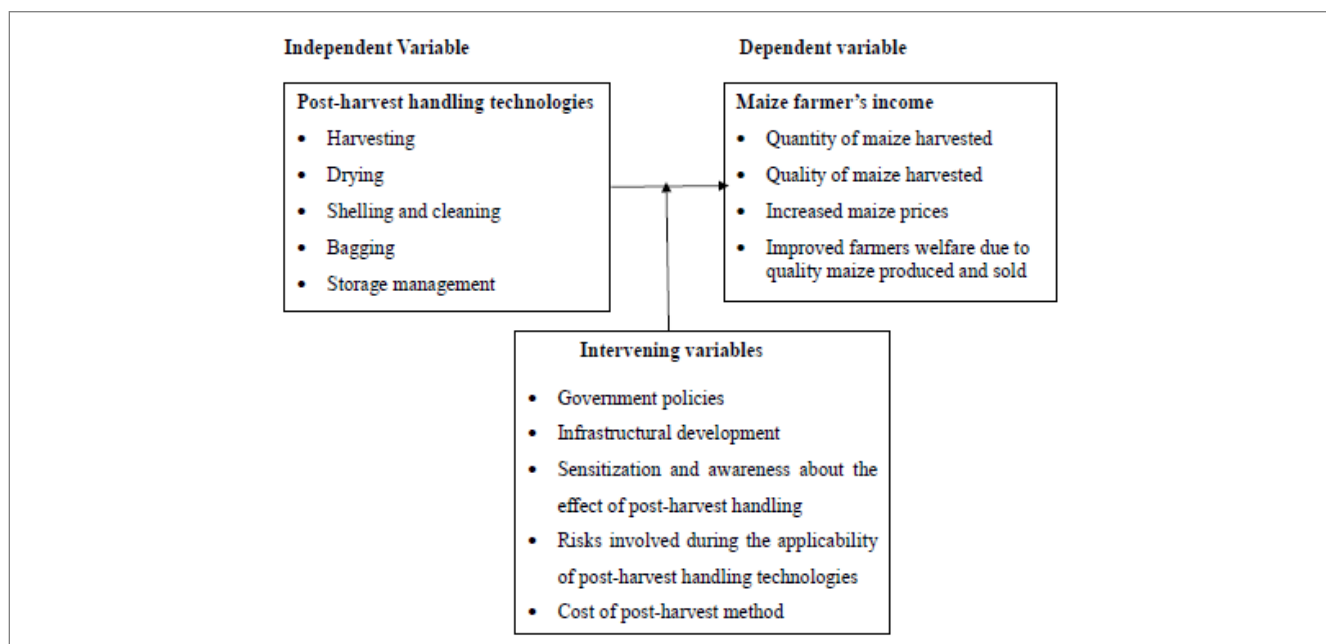 Independent Variable
Dependent variable
Post-harvest handling technologies
• Harvesting
• Drying
• Shelling and cleaning
• Bagging
• Storage management
Maize farmer's income
• Quantity of maize harvested
• Quality of maize harvested
• Increased maize prices
• Improved farmers welfare due to
quality maize produced and sold
Intervening variables
• Government policies
• Infrastructural development
• Sensitization and awareness about the
effect of post-harvest handling
• Risks involved during the applicability
of post-harvest handling technologies
• Cost of post-harvest method